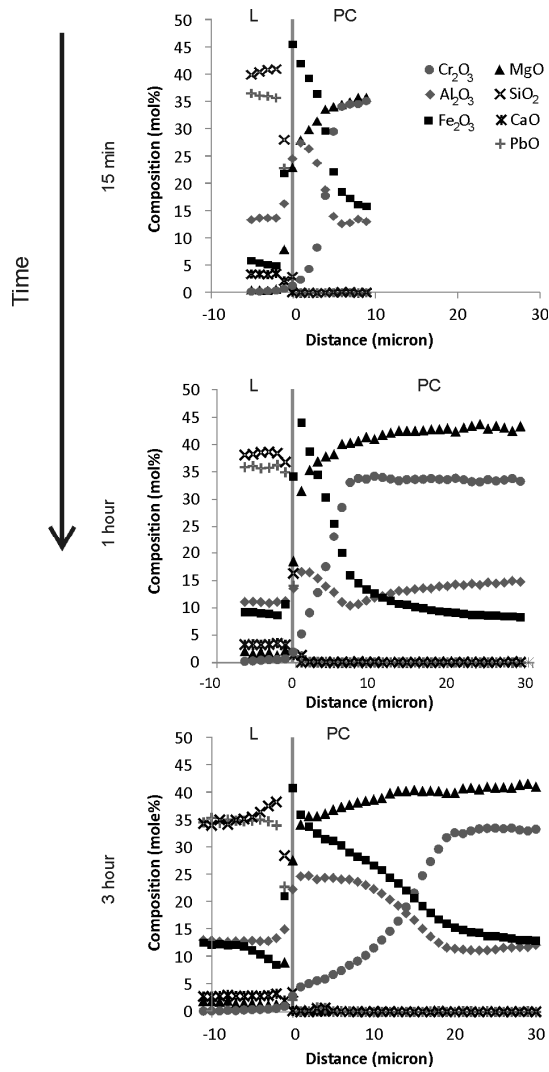 L PC
50
45
40
35
30
25
20
15
10
5
0
Composition (mol%)
Cr2O3 MgO
Al2O3 SiO2
Fe2O3 CaO
PbO
-10 0 10 20 30
Distance (micron)
15 min
Time
L PC
50
45
40
35
30
25
20
15
10
5
0
Composition (mol%)
-10 0 10 20 30
Distance (micron)
1 hour
L PC
50
45
40
35
30
25
20
15
10
5
0
Composition (mole%)
-10 0 10 20 30
Distance (micron)
3 hour